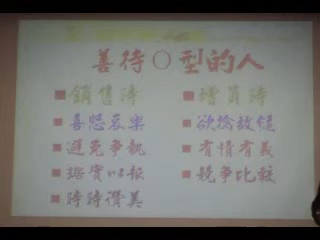 善待O型的人
銷售時
喜怒哀樂
避免爭執
據實以報
時時讚美
增員時
欲擒故縱
有情有義
競爭比較